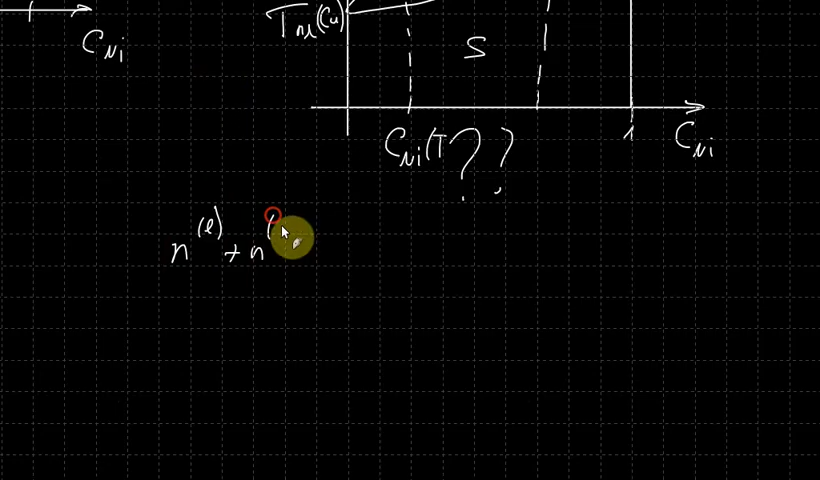 T_m(Cu)
C_Ni
S
C_Ni(T ??
1
C_Ni
n^(l) + n^(